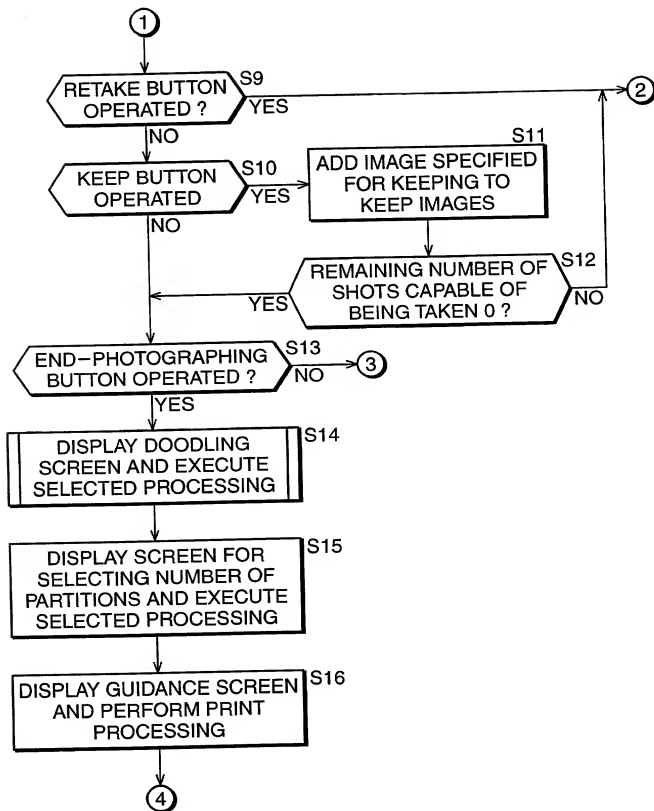 1
S9
RETAKE BUTTON
OPERATED ?
YES
2
NO
S10
KEEP BUTTON
OPERATED
YES
NO
S11
ADD IMAGE SPECIFIED
FOR KEEPING TO
KEEP IMAGES
S12
REMAINING NUMBER OF
SHOTS CAPABLE OF
BEING TAKEN 0 ?
YES
NO
S13
END-PHOTOGRAPHING
BUTTON OPERATED ?
NO
3
YES
S14
DISPLAY DOODLING
SCREEN AND EXECUTE
SELECTED PROCESSING
S15
DISPLAY SCREEN FOR
SELECTING NUMBER OF
PARTITIONS AND EXECUTE
SELECTED PROCESSING
S16
DISPLAY GUIDANCE SCREEN
AND PERFORM PRINT
PROCESSING
4